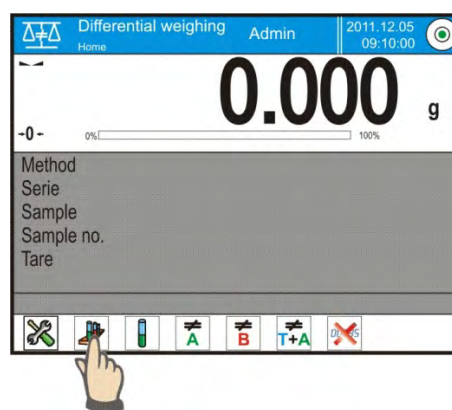 Differential weighing
Home
Admin
2011.12.05
09:10:00
0.000 g
→0←
0% 100%
Method
Serie
Sample
Sample no.
Tare
A
B
T+A